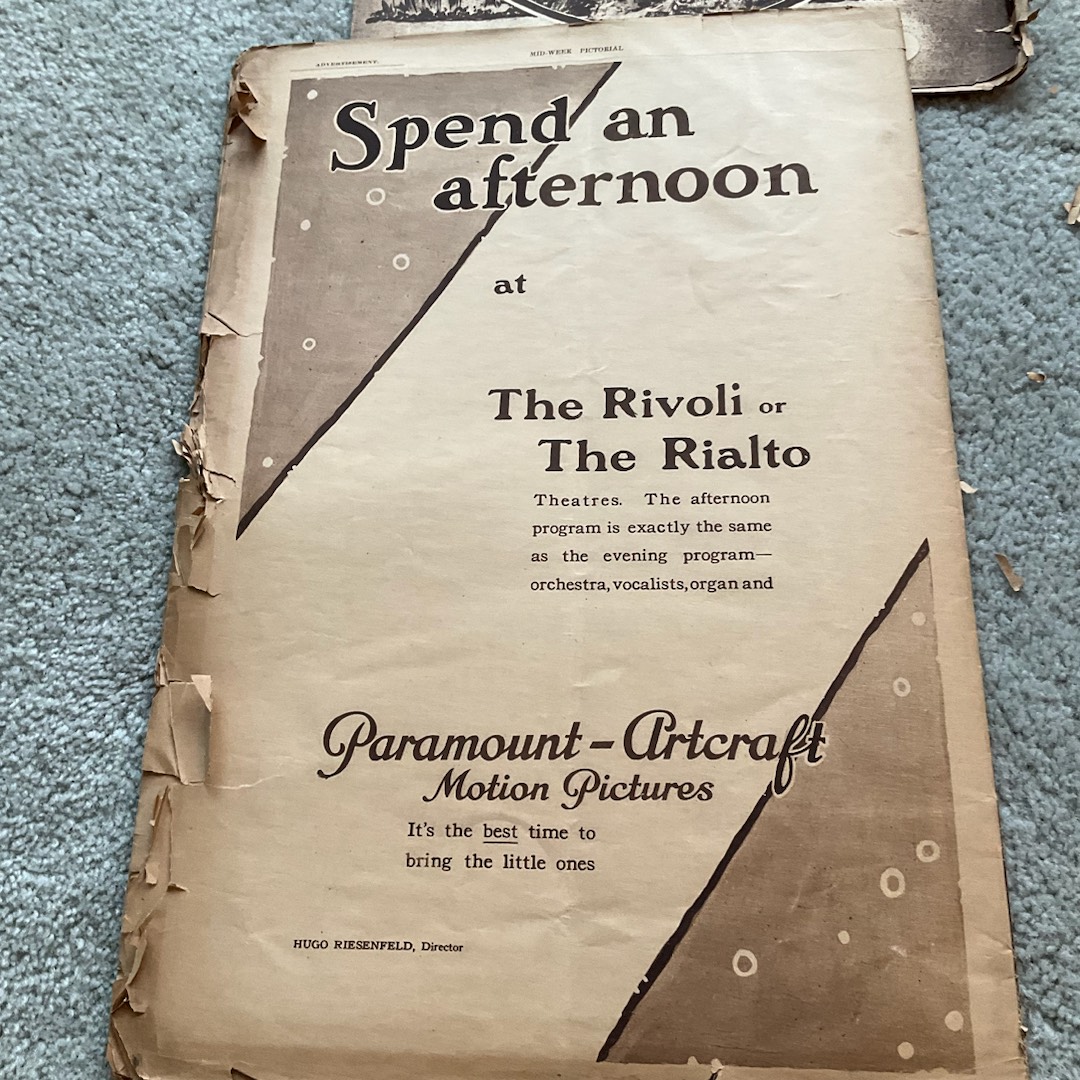 ADVERTISEMENT.
MID-WEEK PICTORIAL
Spend an
afternoon
at
The Rivoli or
The Rialto
Theatres. The afternoon
program is exactly the same
as the evening program—
orchestra, vocalists, organ and
Paramount-Artcraft
Motion Pictures
It's the best time to
bring the little ones
HUGO RIESENFELD, Director